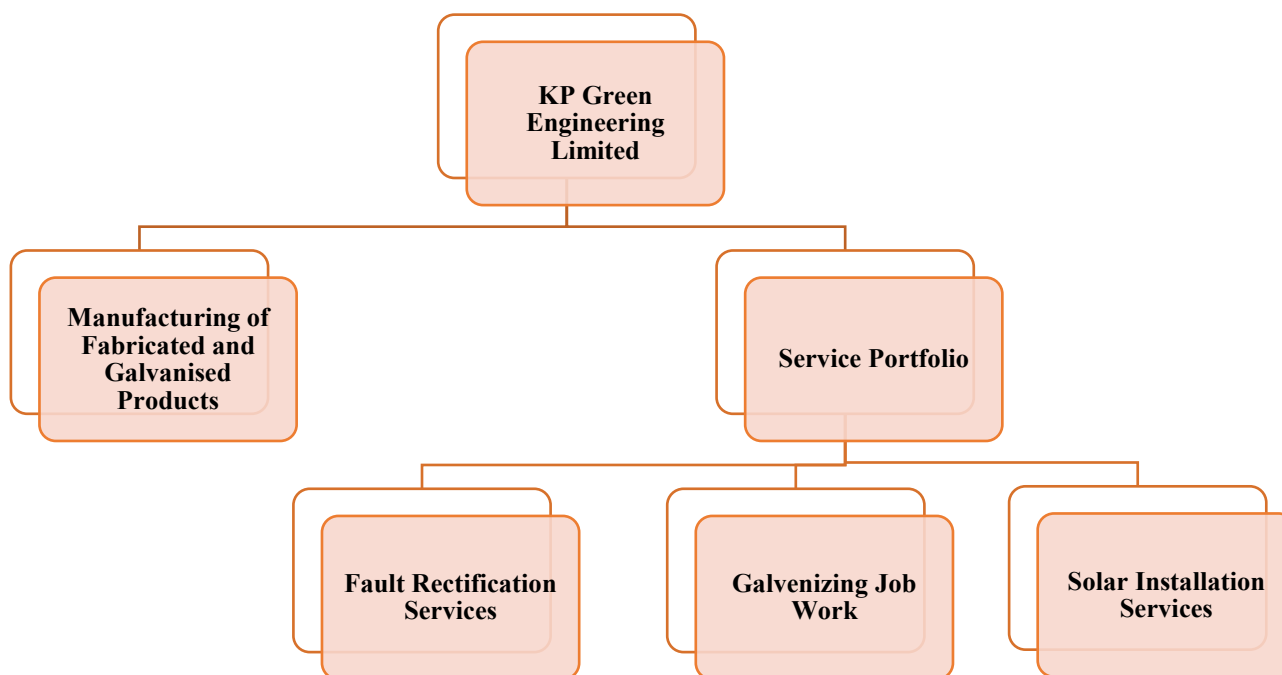 KP Green
Engineering
Limited
Manufacturing of
Fabricated and
Galvanised
Products
Service Portfolio
Fault Rectification
Services
Galvenizing Job
Work
Solar Installation
Services